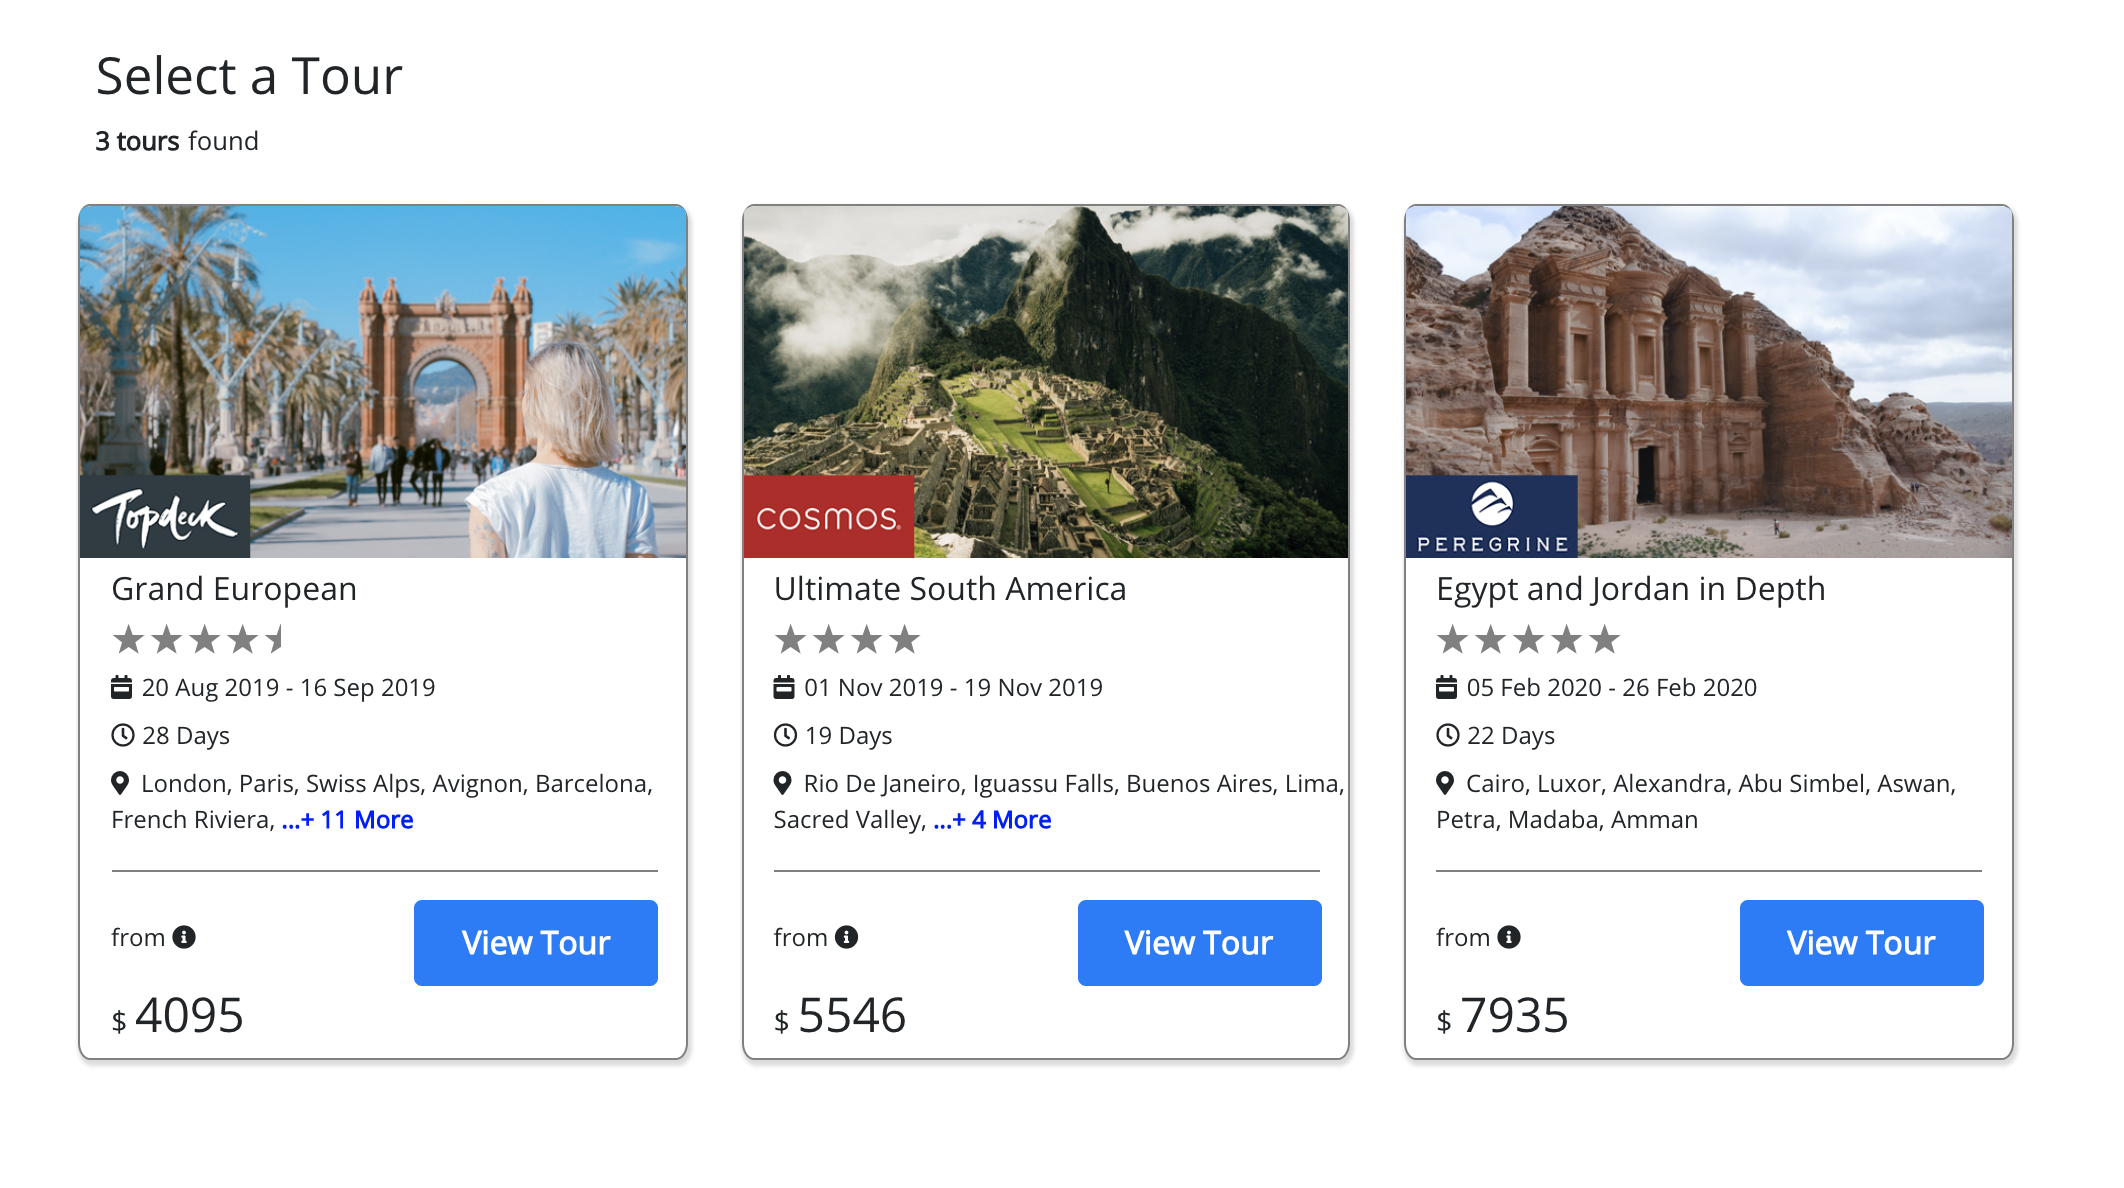 Select a Tour
3 tours found
Topdeck
Grand European
20 Aug 2019 - 16 Sep 2019
28 Days
London, Paris, Swiss Alps, Avignon, Barcelona,
French Riviera, ...+ 11 More
from
View Tour
$ 4095
COSMOS
Ultimate South America
01 Nov 2019 - 19 Nov 2019
19 Days
Rio De Janeiro, Iguassu Falls, Buenos Aires, Lima,
Sacred Valley, ...+ 4 More
from
View Tour
$ 5546
PEREGRINE
Egypt and Jordan in Depth
05 Feb 2020 - 26 Feb 2020
22 Days
Cairo, Luxor, Alexandra, Abu Simbel, Aswan,
Petra, Madaba, Amman
from
View Tour
$ 7935